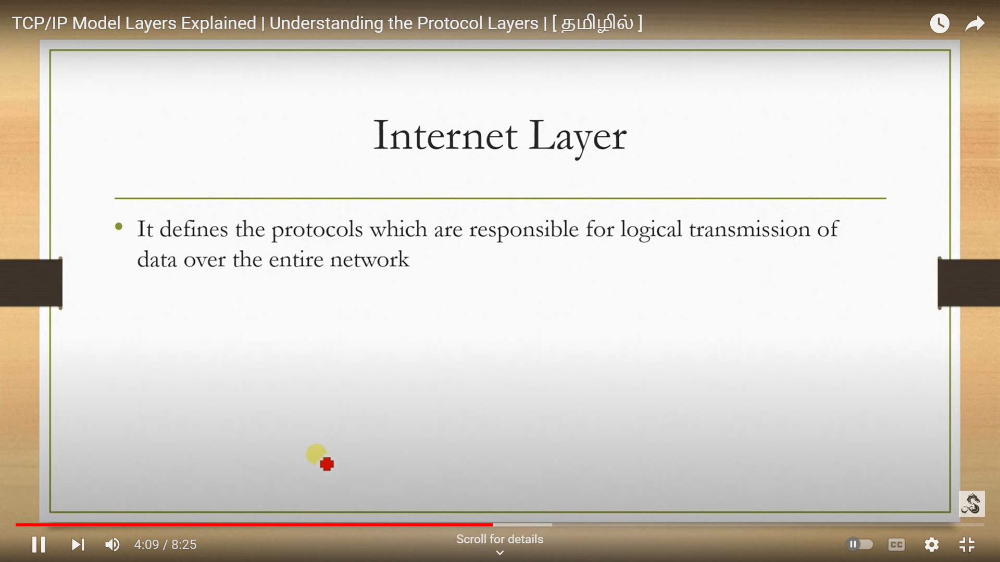 TCP/IP Model Layers Explained | Understanding the Protocol Layers | [ தமிழில் ]
Internet Layer
• It defines the protocols which are responsible for logical transmission of
data over the entire network
Scroll for details
4:09 / 8:25
CC